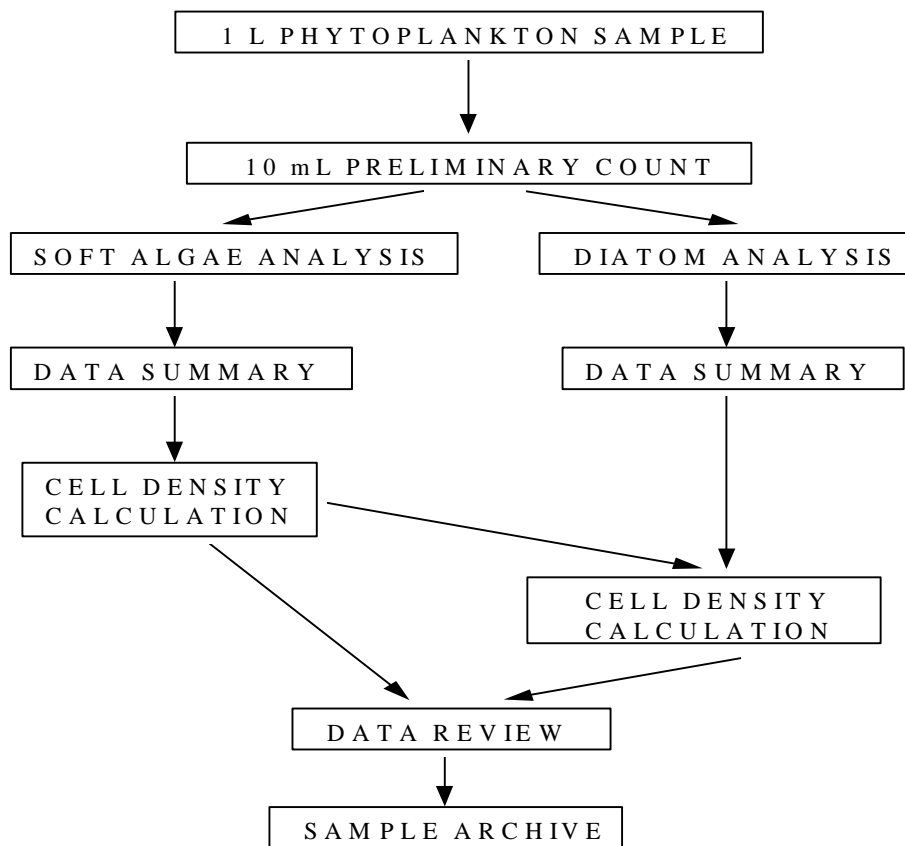 1 L PHYTOPLANKTON SAMPLE
10 mL PRELIMINARY COUNT
SOFT ALGAE ANALYSIS
DIATOM ANALYSIS
DATA SUMMARY
DATA SUMMARY
CELL DENSITY
CALCULATION
CELL DENSITY
CALCULATION
DATA REVIEW
SAMPLE ARCHIVE